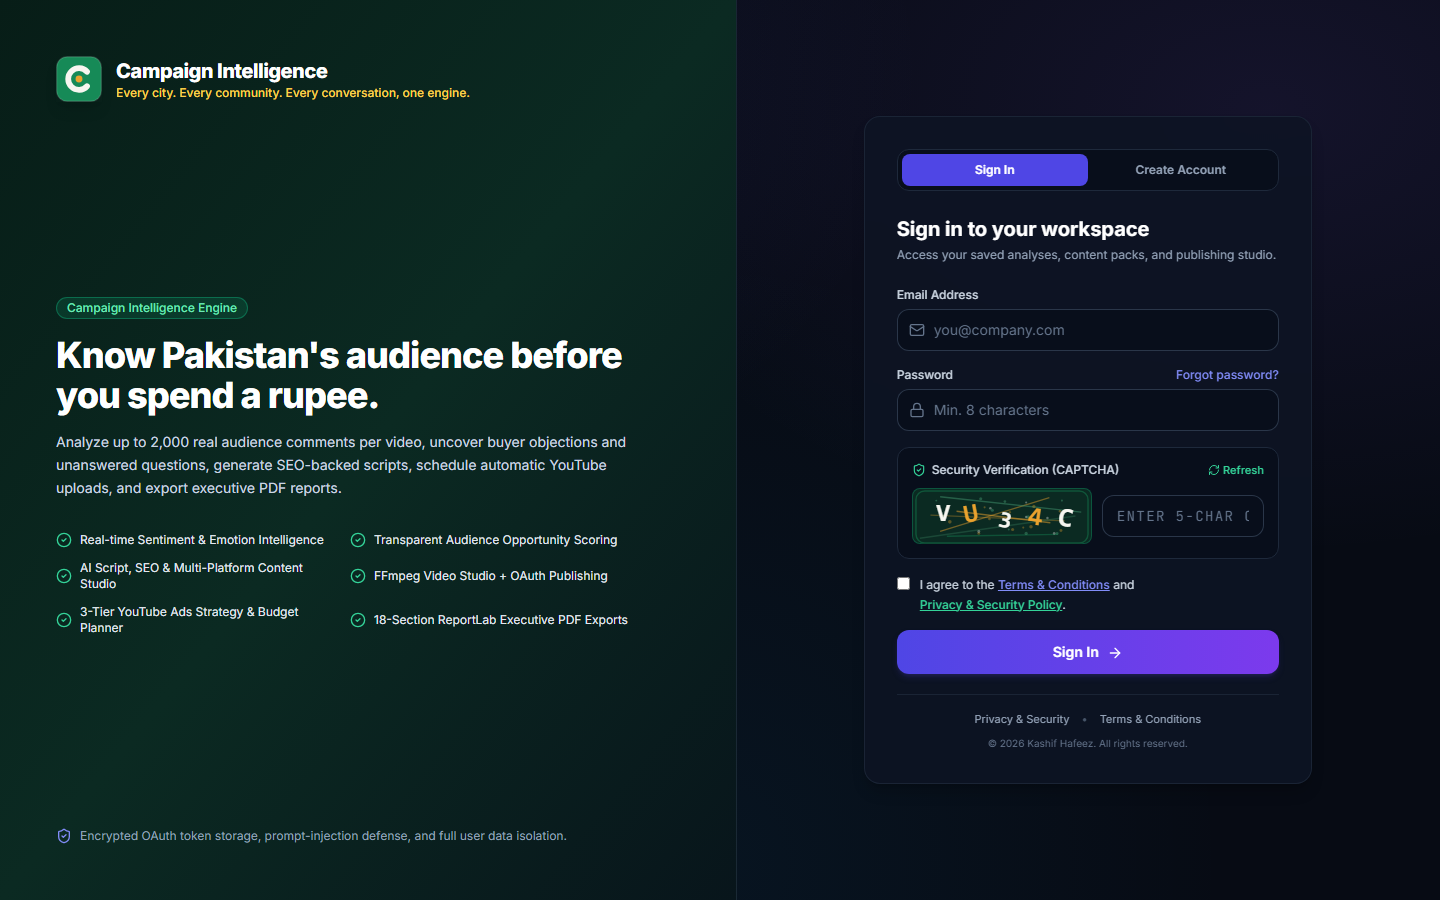 Campaign Intelligence
Every city. Every community. Every conversation, one engine.
Campaign Intelligence Engine
Know Pakistan's audience before
you spend a rupee.
Analyze up to 2,000 real audience comments per video, uncover buyer objections and
unanswered questions, generate SEO-backed scripts, schedule automatic YouTube
uploads, and export executive PDF reports.
Real-time Sentiment & Emotion Intelligence
Transparent Audience Opportunity Scoring
AI Script, SEO & Multi-Platform Content
Studio
FFmpeg Video Studio + OAuth Publishing
3-Tier YouTube Ads Strategy & Budget
Planner
18-Section ReportLab Executive PDF Exports
Encrypted OAuth token storage, prompt-injection defense, and full user data isolation.
Sign In
Create Account
Sign in to your workspace
Access your saved analyses, content packs, and publishing studio.
Email Address
you@company.com
Password
Forgot password?
Min. 8 characters
Security Verification (CAPTCHA)
Refresh
VU34C
ENTER 5-CHAR
I agree to the Terms & Conditions and
Privacy & Security Policy.
Sign In
Privacy & Security • Terms & Conditions
© 2026 Kashif Hafeez. All rights reserved.